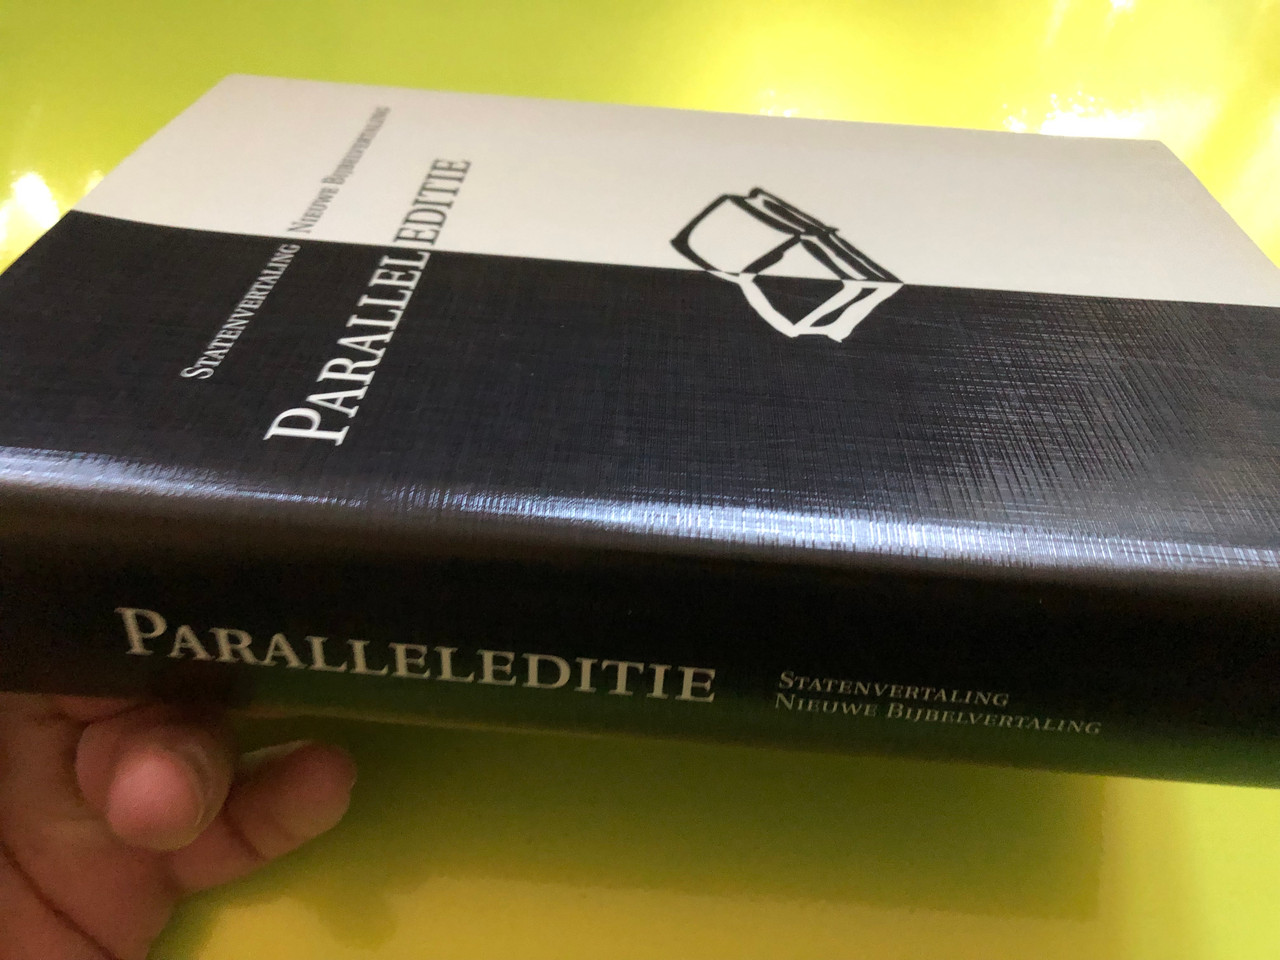 Statenvertaling Nieuwe Bijbelvertaling
Paralleleditie
Paralleleditie
Statenvertaling
Nieuwe Bijbelvertaling